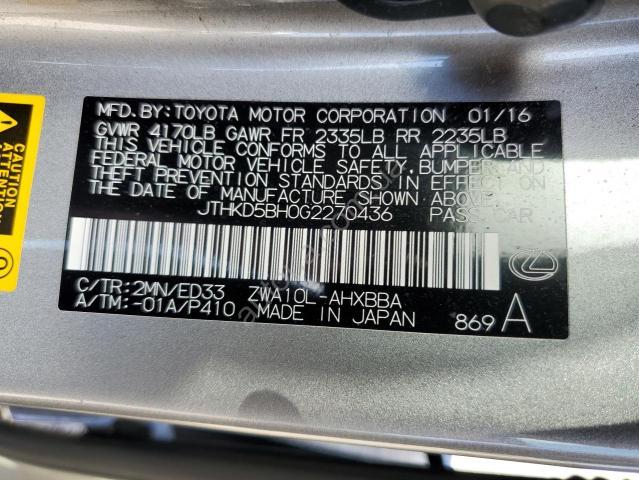 MFD.BY:TOYOTA MOTOR CORPORATION 01/16
GVWR 4170LB GAWR FR 2335LB RR 2235LB
THIS VEHICLE CONFORMS TO ALL APPLICABLE
FEDERAL MOTOR VEHICLE SAFETY,BUMPER,AND
THEFT PREVENTION STANDARDS IN EFFECT ON
THE DATE OF MANUFACTURE SHOWN ABOVE.
JTHKD5BH0G2270436 PASS.CAR
C/TR:2MN/ED33 ZWA10L-AHXBBA
A/TM:-01A/P410 MADE IN JAPAN 869 A
CAUTION
ATTENTION